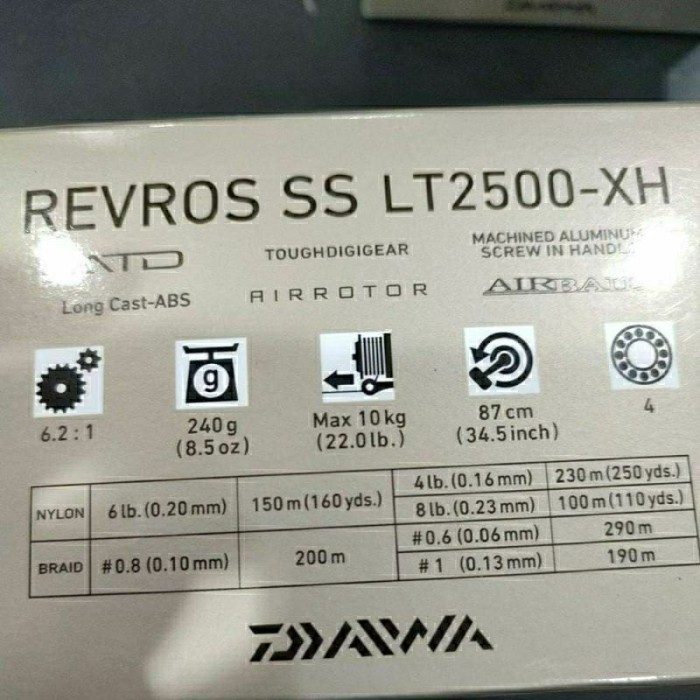 REVROS SS LT2500-XH
ATD
TOUGHDIGIGEAR
MACHINED ALUMINUM
SCREW IN HANDLE
Long Cast-ABS
AIRROTOR
AIRBAIL
g
6.2 : 1
240 g
(8.5 oz)
Max 10 kg
(22.0 lb.)
87 cm
(34.5 inch)
4
NYLON 6 lb. (0.20 mm) 150 m (160 yds.) 4 lb. (0.16 mm) 230 m (250 yds.)
8 lb. (0.23 mm) 100 m (110 yds.)
BRAID #0.8 (0.10 mm) 200 m #0.6 (0.06 mm) 290 m
#1 (0.13 mm) 190 m
DAIWA